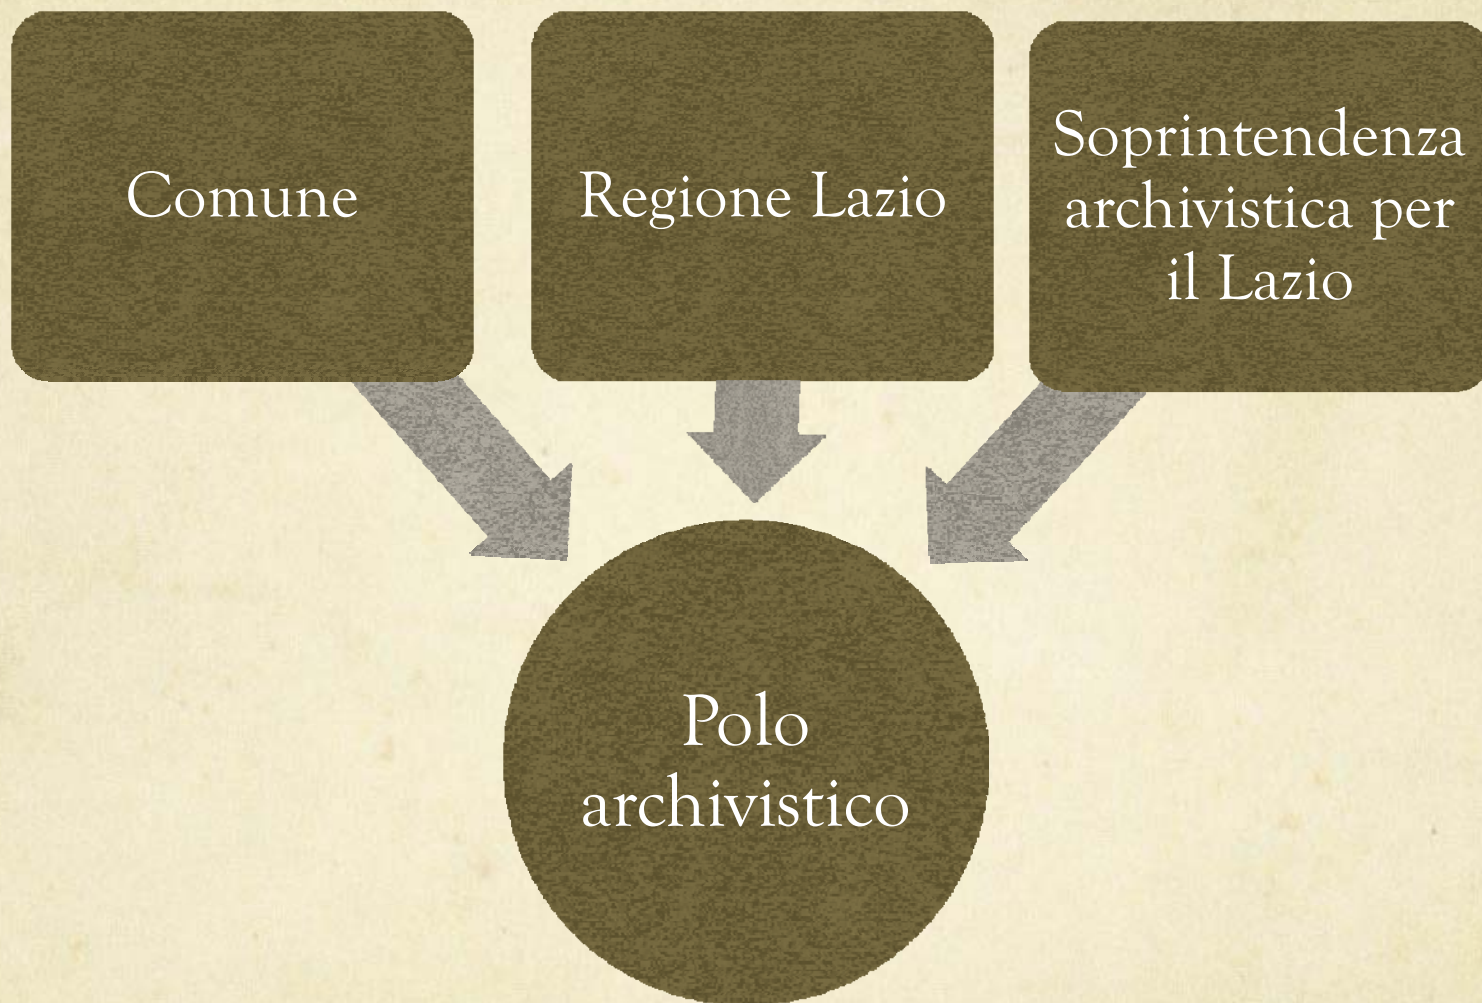 Comune
Regione Lazio
Soprintendenza
archivistica per
il Lazio
Polo
archivistico